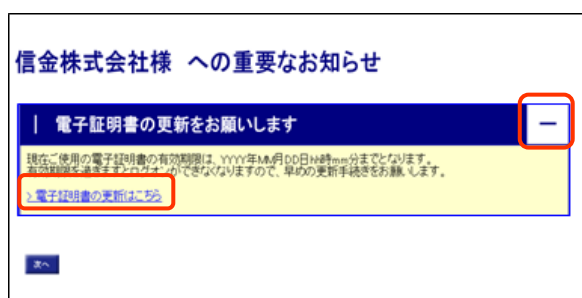 信金株式会社様 への重要なお知らせ
| 電子証明書の更新をお願いします
現在ご使用の電子証明書の有効期限は、YYYY年MM月DD日hh時mm分までとなります。
有効期限を過ぎますとログオンができなくなりますので、早めの更新手続きをお願いします。
> 電子証明書の更新はこちら
次へ